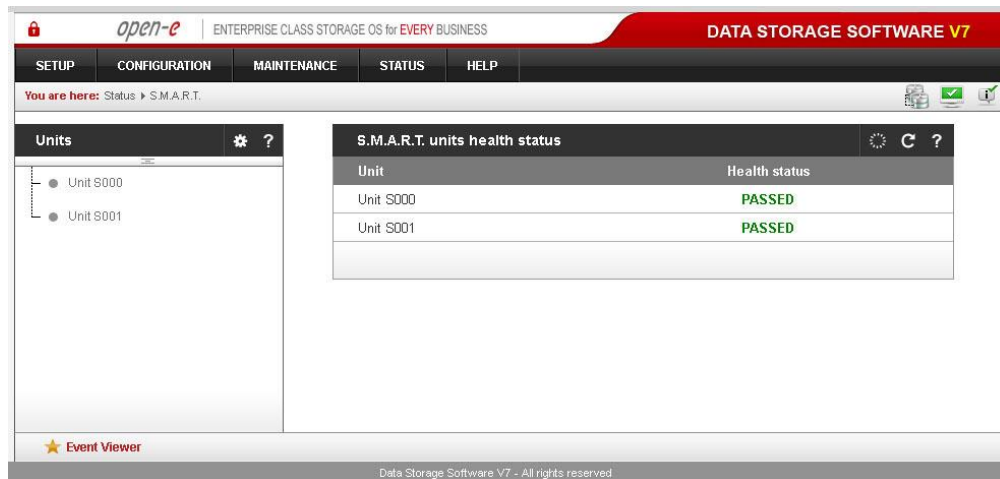 open-e
ENTERPRISE CLASS STORAGE OS for EVERY BUSINESS
DATA STORAGE SOFTWARE V7
SETUP CONFIGURATION MAINTENANCE STATUS HELP
You are here: Status S.M.A.R.T.
Units ?
Unit S000
Unit S001
S.M.A.R.T. units health status ?
Unit Health status
Unit S000 PASSED
Unit S001 PASSED
Event Viewer
Data Storage Software V7 - All rights reserved